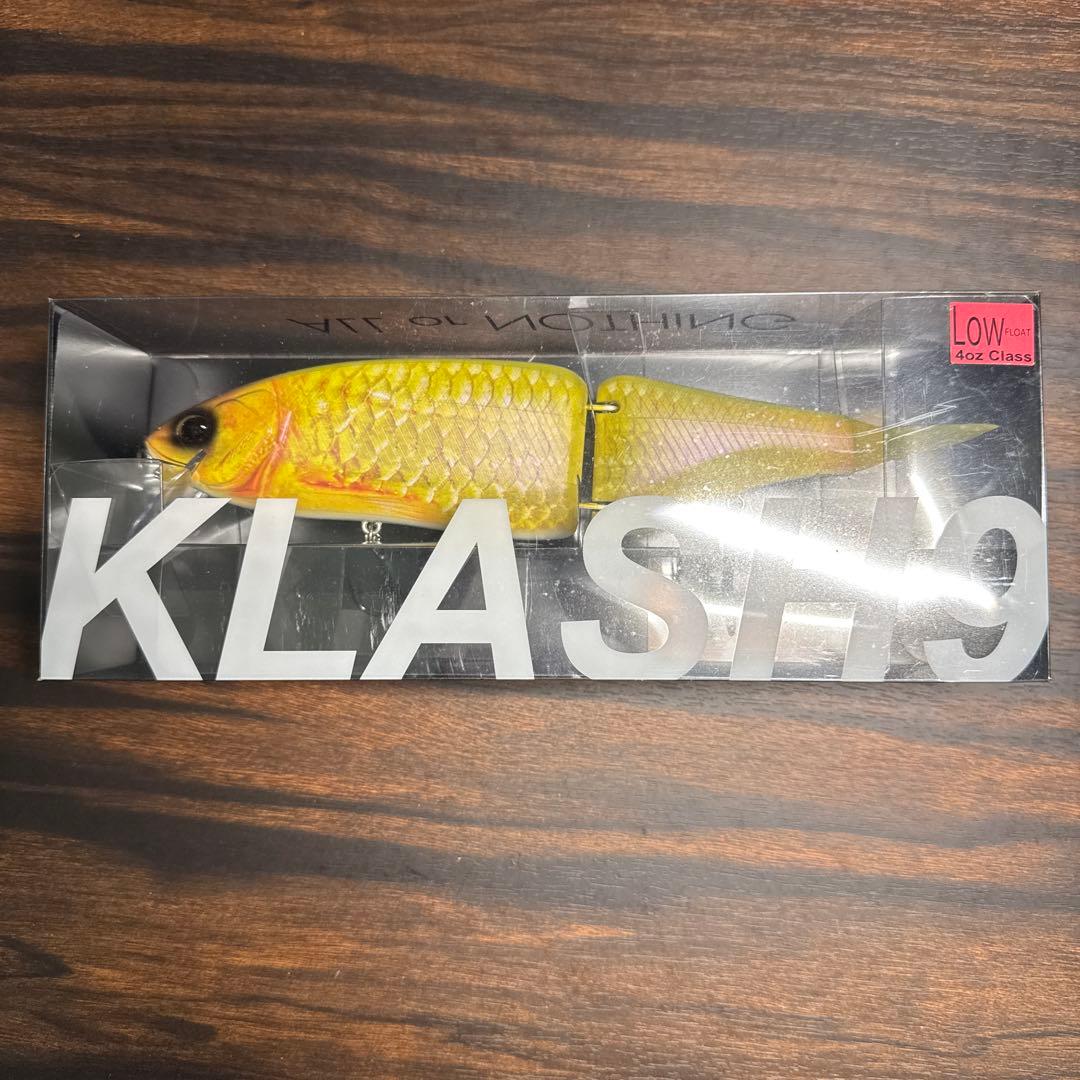 ALL or NOTHING
LOW FLOAT
4oz Class
KLASH9